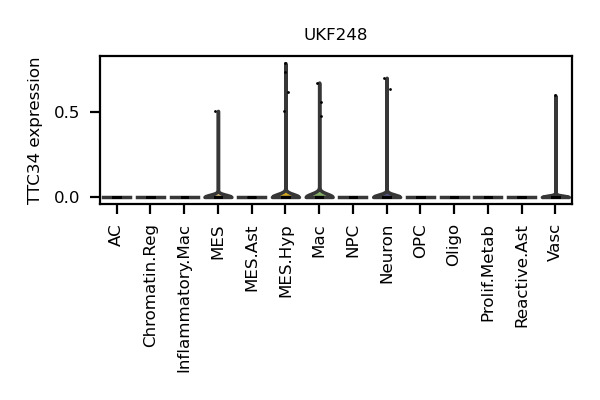 UKF248
TTC34 expression
0.5
0.0
AC
Chromatin.Reg
Inflammatory.Mac
MES
MES.Ast
MES.Hyp
Mac
NPC
Neuron
OPC
Oligo
Prolif.Metab
Reactive.Ast
Vasc